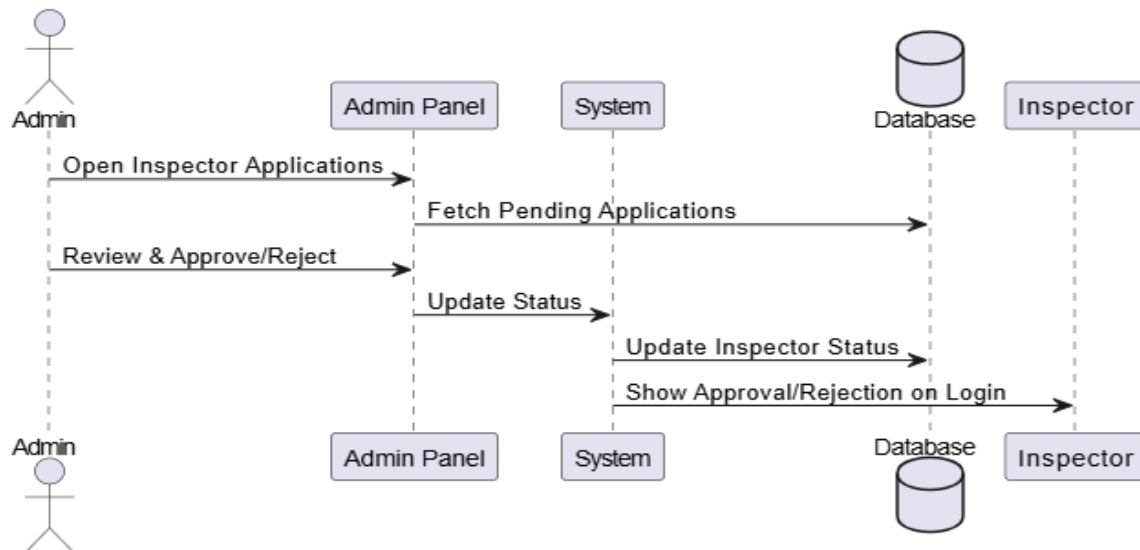 Admin
Admin Panel
System
Database
Inspector
Open Inspector Applications
Fetch Pending Applications
Review & Approve/Reject
Update Status
Update Inspector Status
Show Approval/Rejection on Login
Admin
Admin Panel
System
Database
Inspector